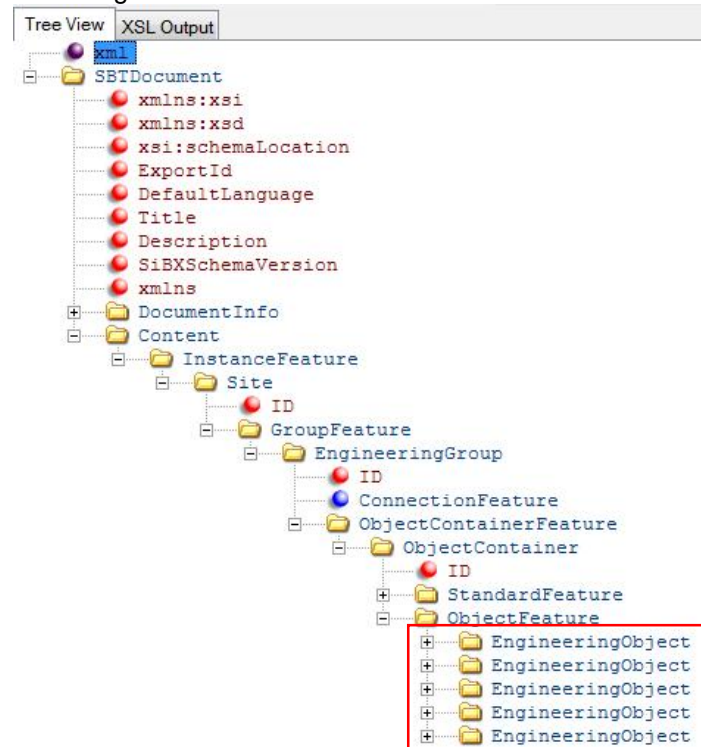 Tree View XSL Output
xml
SBTDocument
xmlns:xsi
xmlns:xsd
xsi:schemaLocation
ExportId
DefaultLanguage
Title
Description
SiBXSchemaVersion
xmlns
DocumentInfo
Content
InstanceFeature
Site
ID
GroupFeature
EngineeringGroup
ID
ConnectionFeature
ObjectContainerFeature
ObjectContainer
ID
StandardFeature
ObjectFeature
EngineeringObject
EngineeringObject
EngineeringObject
EngineeringObject
EngineeringObject